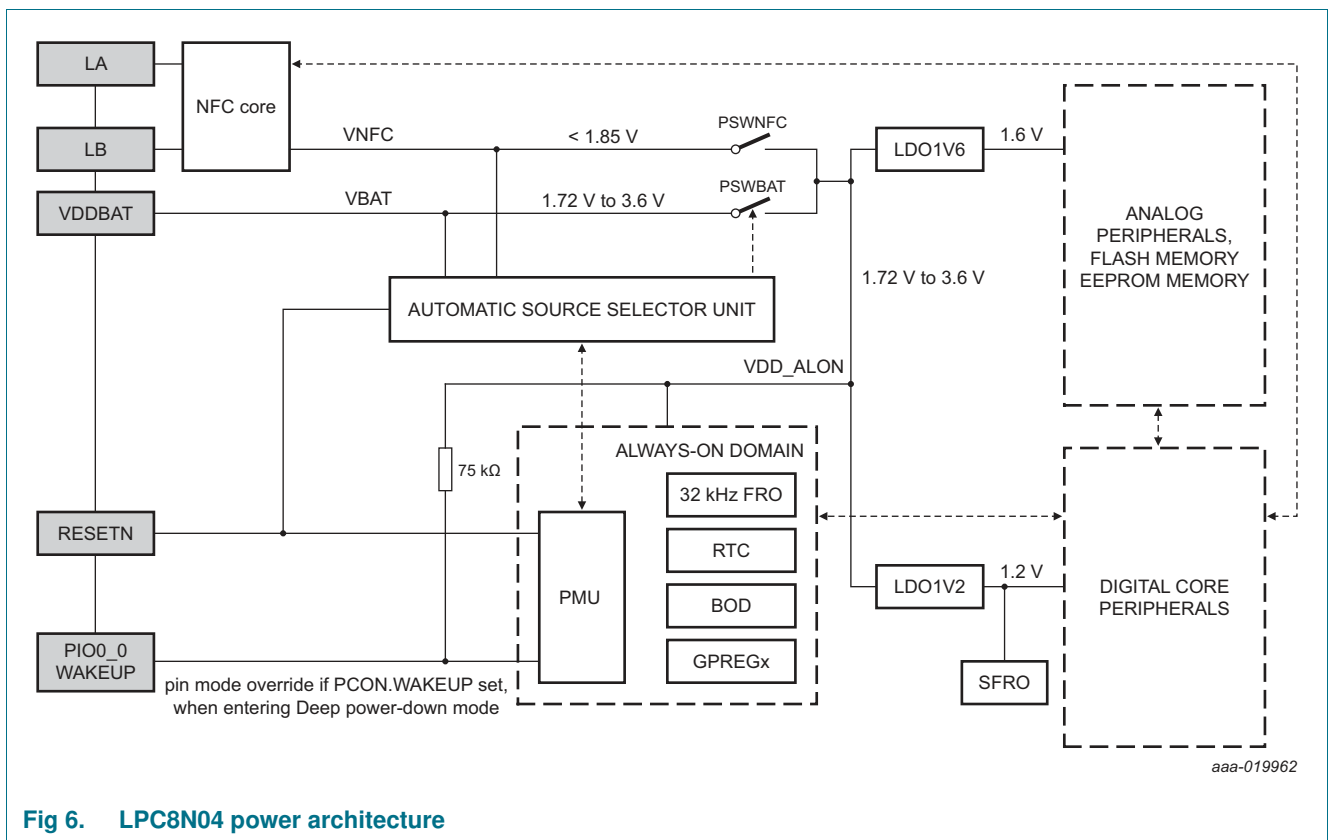 LA
NFC core
LB
VNFC
< 1.85 V
PSWNFC
LDO1V6
1.6 V
VDDBAT
VBAT
1.72 V to 3.6 V
PSWBAT
ANALOG
PERIPHERALS,
FLASH MEMORY
EEPROM MEMORY
1.72 V to 3.6 V
AUTOMATIC SOURCE SELECTOR UNIT
VDD_ALON
75 kΩ
ALWAYS-ON DOMAIN
32 kHz FRO
RTC
BOD
GPREGx
PMU
RESETN
PIO0_0
WAKEUP
pin mode override if PCON.WAKEUP set,
when entering Deep power-down mode
LDO1V2
1.2 V
SFRO
DIGITAL CORE
PERIPHERALS
aaa-019962
Fig 6. LPC8N04 power architecture